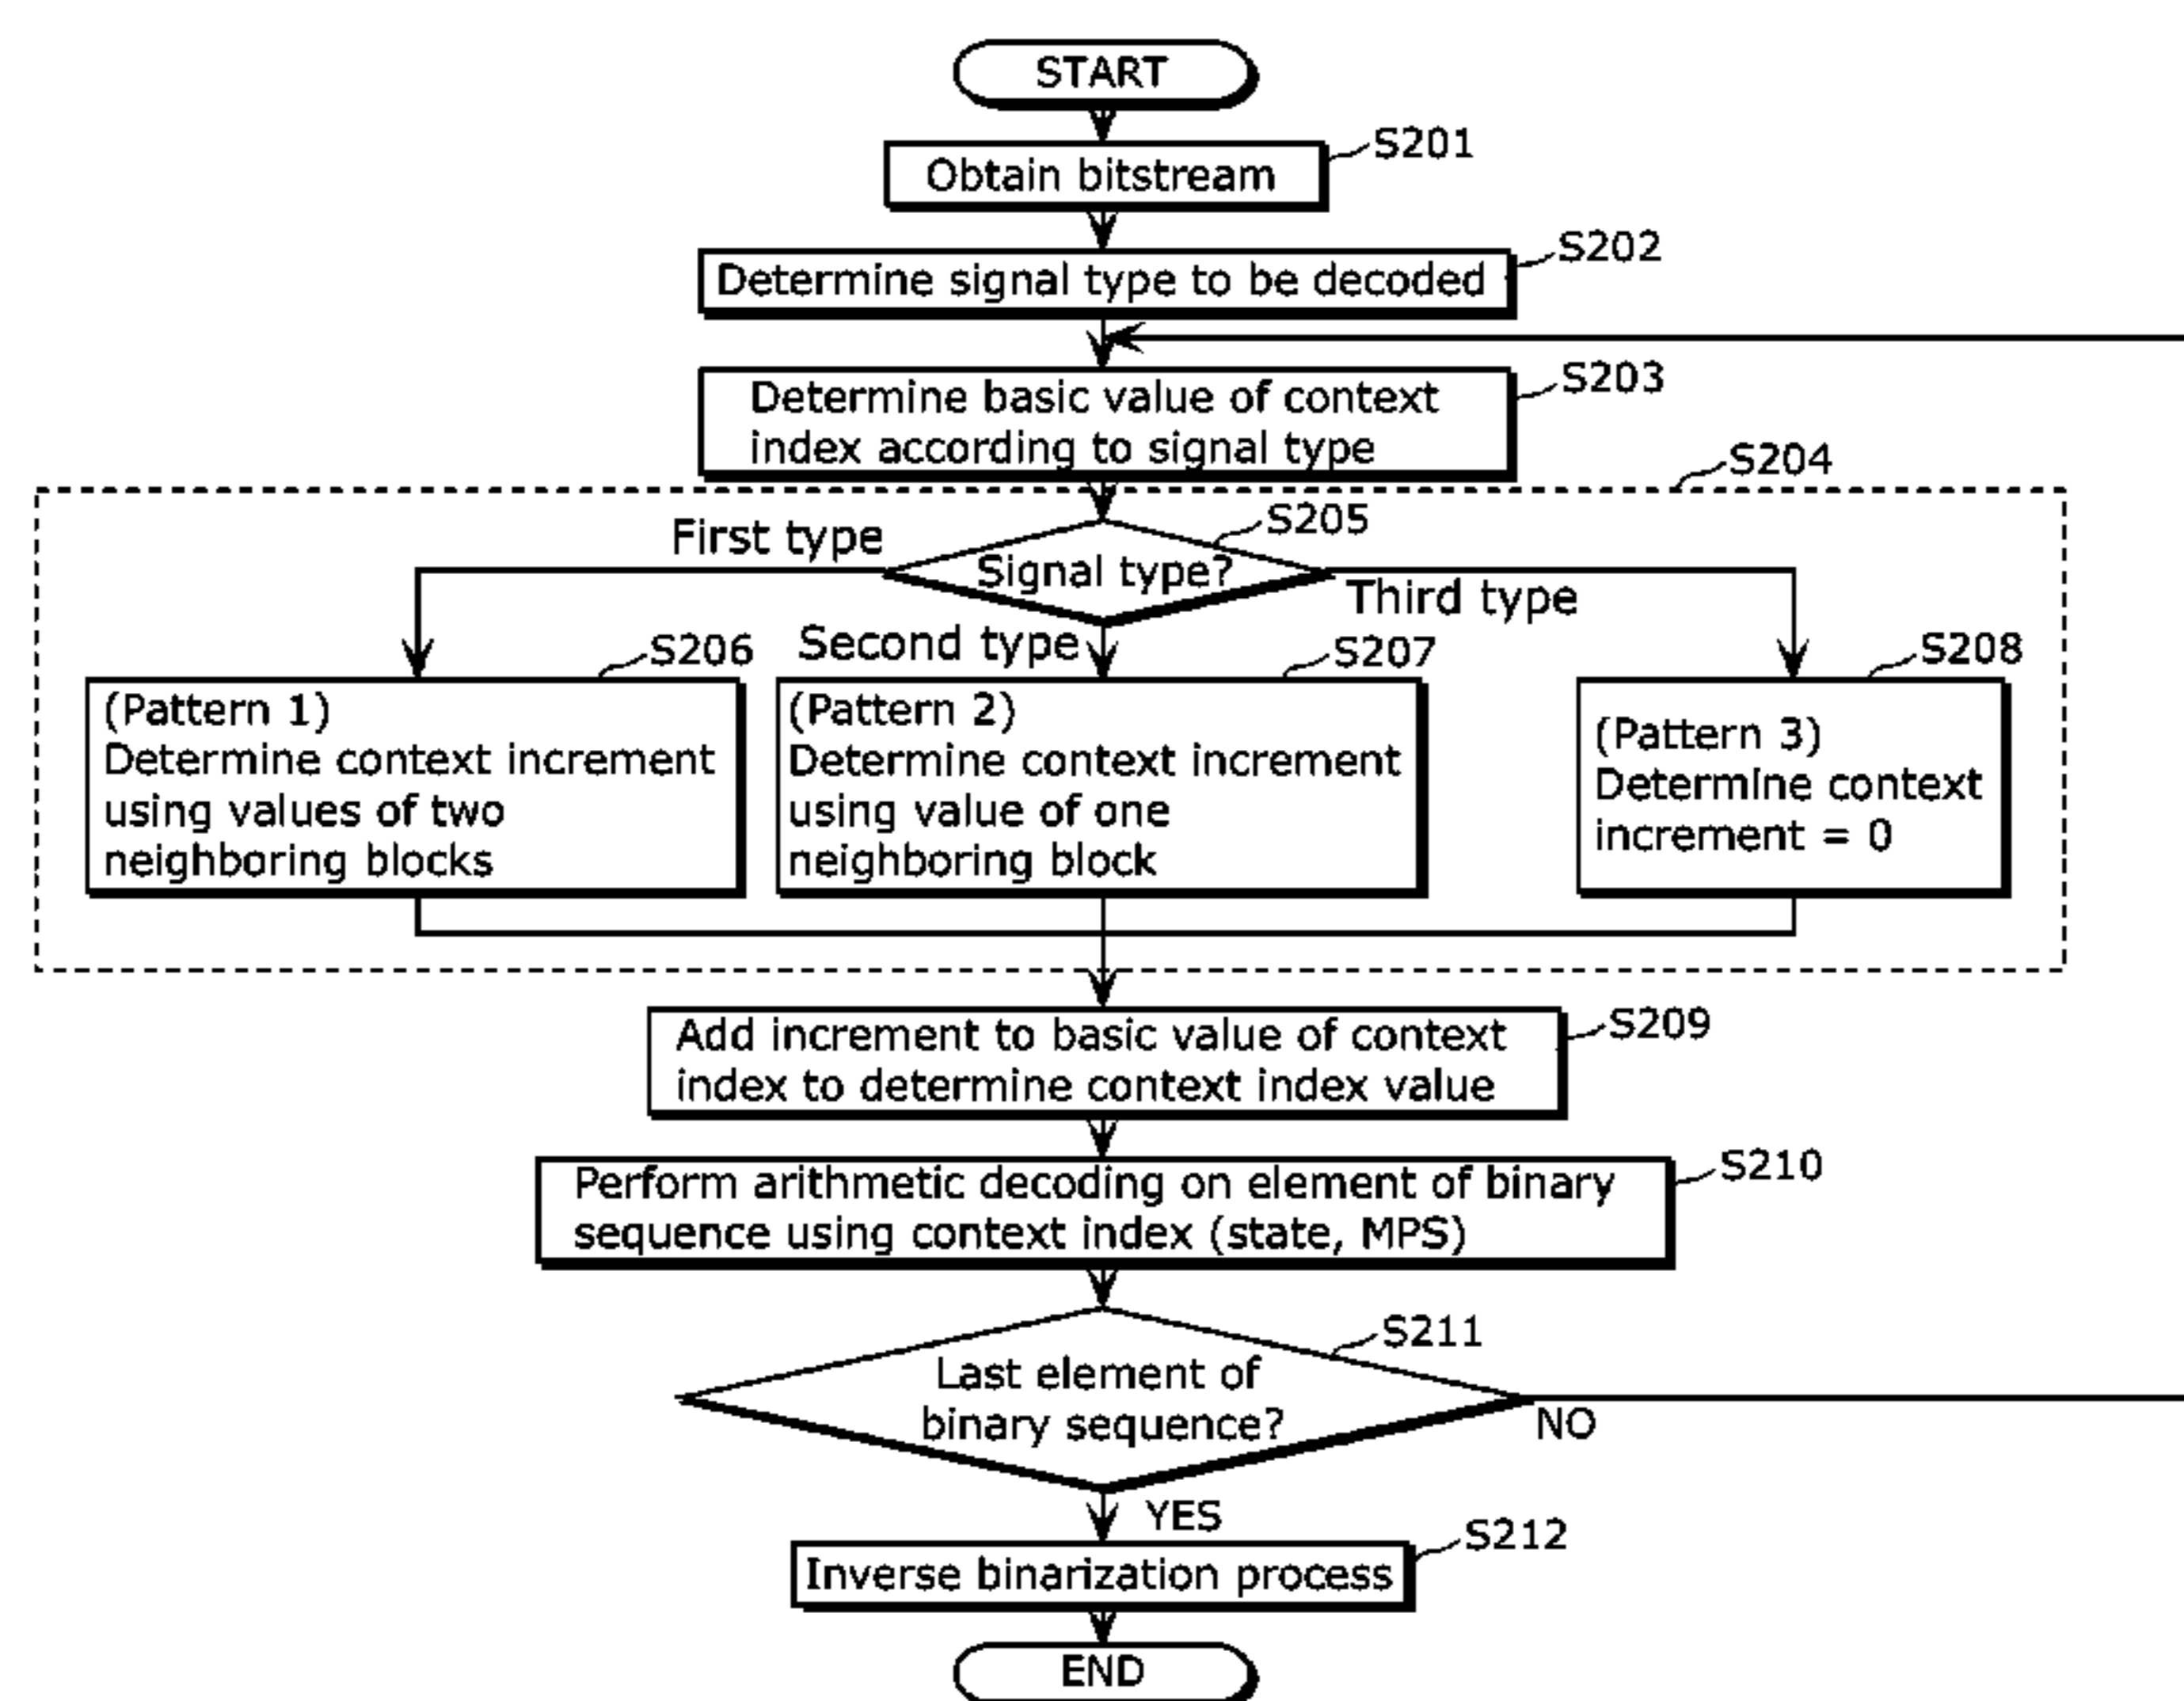 START
S201
Obtain bitstream
S202
Determine signal type to be decoded
S203
Determine basic value of context
index according to signal type
S204
S205
First type
Signal type?
Third type
Second type
S206
S207
S208
(Pattern 1)
Determine context increment
using values of two
neighboring blocks
(Pattern 2)
Determine context increment
using value of one
neighboring block
(Pattern 3)
Determine context
increment = 0
S209
Add increment to basic value of context
index to determine context index value
S210
Perform arithmetic decoding on element of binary
sequence using context index (state, MPS)
S211
Last element of
binary sequence?
NO
YES
S212
Inverse binarization process
END